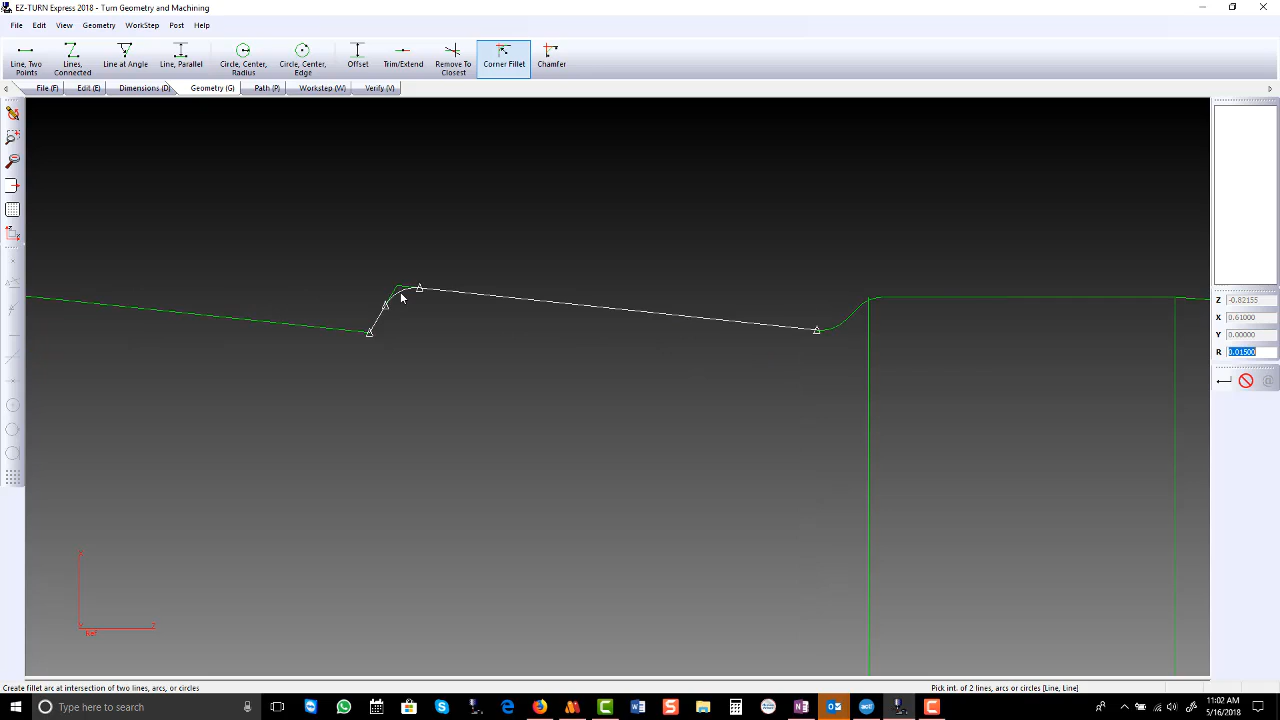 EZ-TURN Express 2018 - Turn Geometry and Machining
File Edit View Geometry WorkStep Post Help
Line, Two Points
Lines, Connected
Line at Angle
Line, Parallel
Circle, Center, Radius
Circle, Center, Edge
Offset
Trim/Extend
Remove To Closest
Corner Fillet
Chamfer
File (F) Edit (E) Dimensions (D) Geometry (G) Path (P) Workstep (W) Verify (V)
Z -0.82155
X 0.61000
Y 0.00000
R 0.01500
X
Z
Ref
Create fillet arc at intersection of two lines, arcs, or circles
Pick int. of 2 lines, arcs or circles [Line, Line]
Type here to search
11:02 AM
5/16/2018